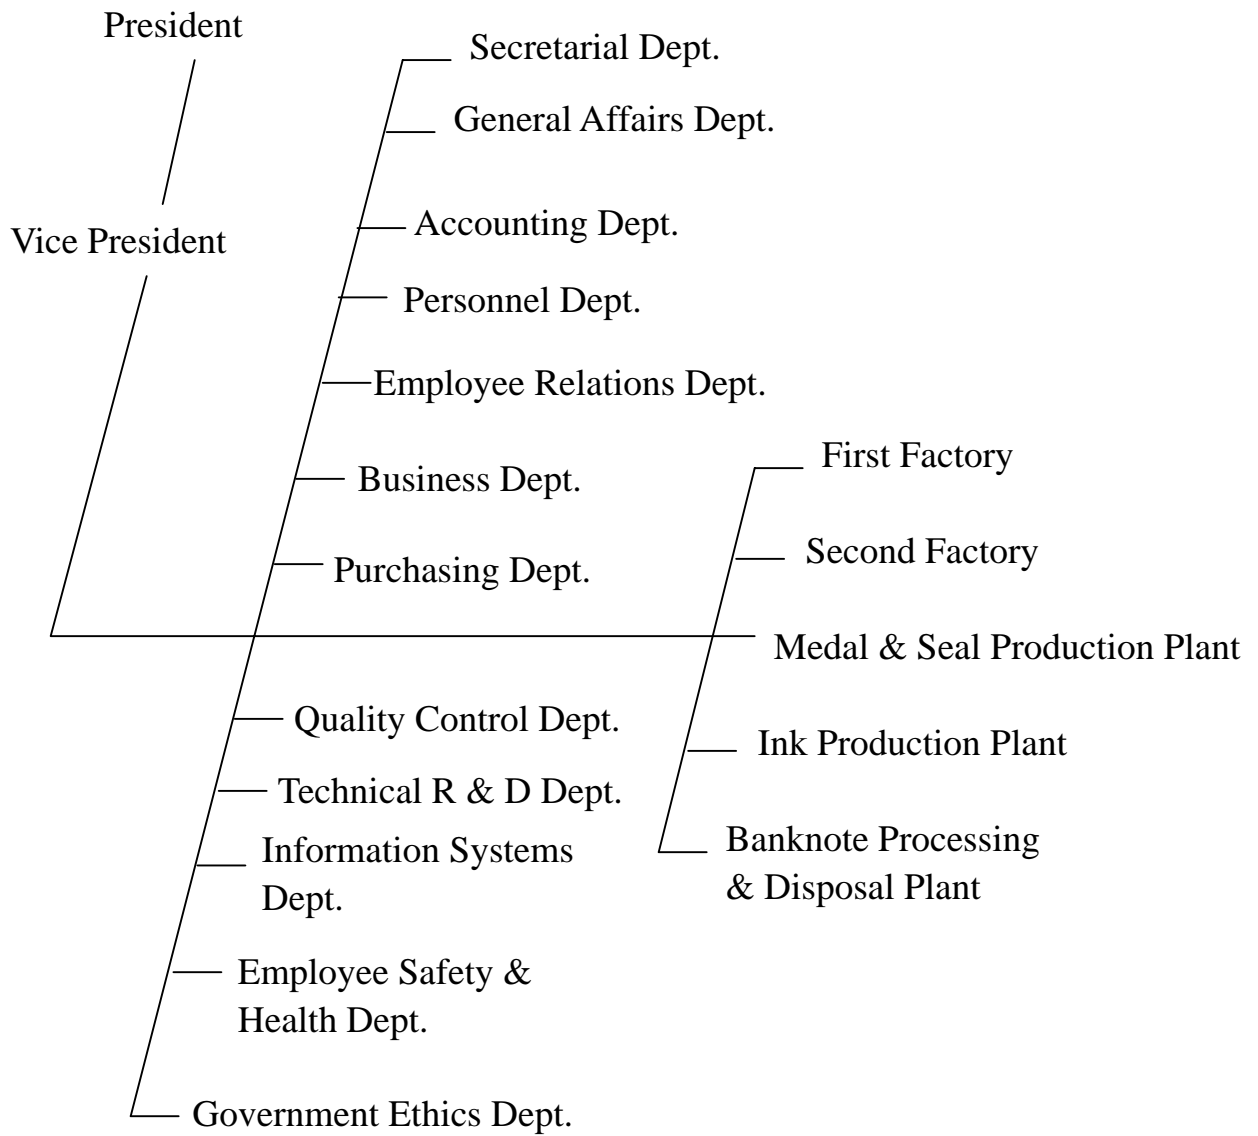 President
Vice President
Secretarial Dept.
General Affairs Dept.
Accounting Dept.
Personnel Dept.
Employee Relations Dept.
Business Dept.
Purchasing Dept.
Quality Control Dept.
Technical R & D Dept.
Information Systems
Dept.
Employee Safety &
Health Dept.
Government Ethics Dept.
First Factory
Second Factory
Medal & Seal Production Plant
Ink Production Plant
Banknote Processing
& Disposal Plant